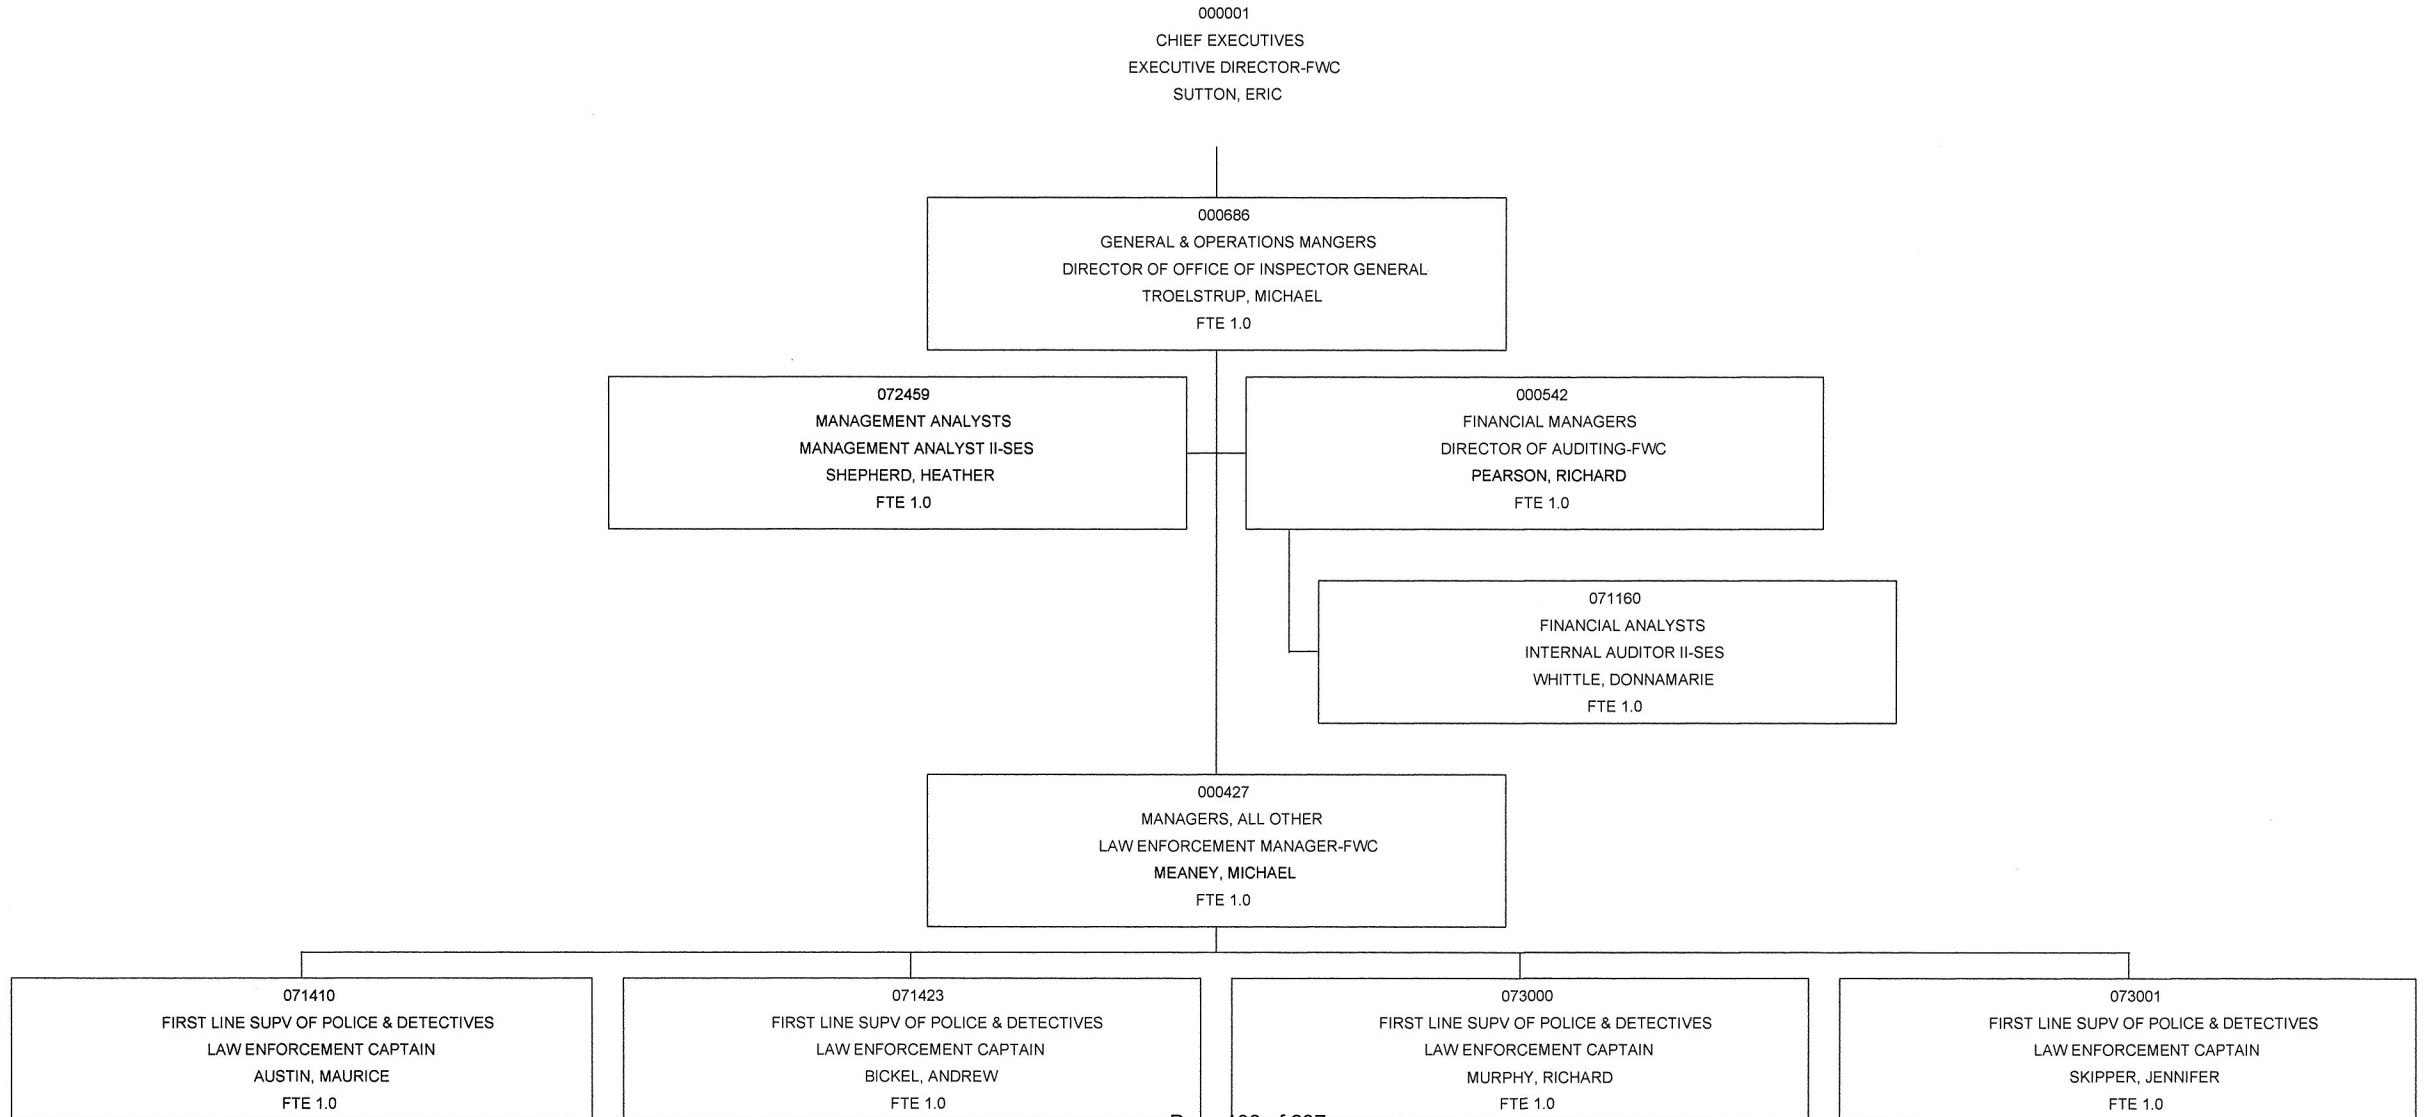 000001
CHIEF EXECUTIVES
EXECUTIVE DIRECTOR-FWC
SUTTON, ERIC
000686
GENERAL & OPERATIONS MANGERS
DIRECTOR OF OFFICE OF INSPECTOR GENERAL
TROELSTRUP, MICHAEL
FTE 1.0
072459
MANAGEMENT ANALYSTS
MANAGEMENT ANALYST II-SES
SHEPHERD, HEATHER
FTE 1.0
000542
FINANCIAL MANAGERS
DIRECTOR OF AUDITING-FWC
PEARSON, RICHARD
FTE 1.0
071160
FINANCIAL ANALYSTS
INTERNAL AUDITOR II-SES
WHITTLE, DONNAMARIE
FTE 1.0
000427
MANAGERS, ALL OTHER
LAW ENFORCEMENT MANAGER-FWC
MEANEY, MICHAEL
FTE 1.0
071410
FIRST LINE SUPV OF POLICE & DETECTIVES
LAW ENFORCEMENT CAPTAIN
AUSTIN, MAURICE
FTE 1.0
071423
FIRST LINE SUPV OF POLICE & DETECTIVES
LAW ENFORCEMENT CAPTAIN
BICKEL, ANDREW
FTE 1.0
073000
FIRST LINE SUPV OF POLICE & DETECTIVES
LAW ENFORCEMENT CAPTAIN
MURPHY, RICHARD
FTE 1.0
073001
FIRST LINE SUPV OF POLICE & DETECTIVES
LAW ENFORCEMENT CAPTAIN
SKIPPER, JENNIFER
FTE 1.0